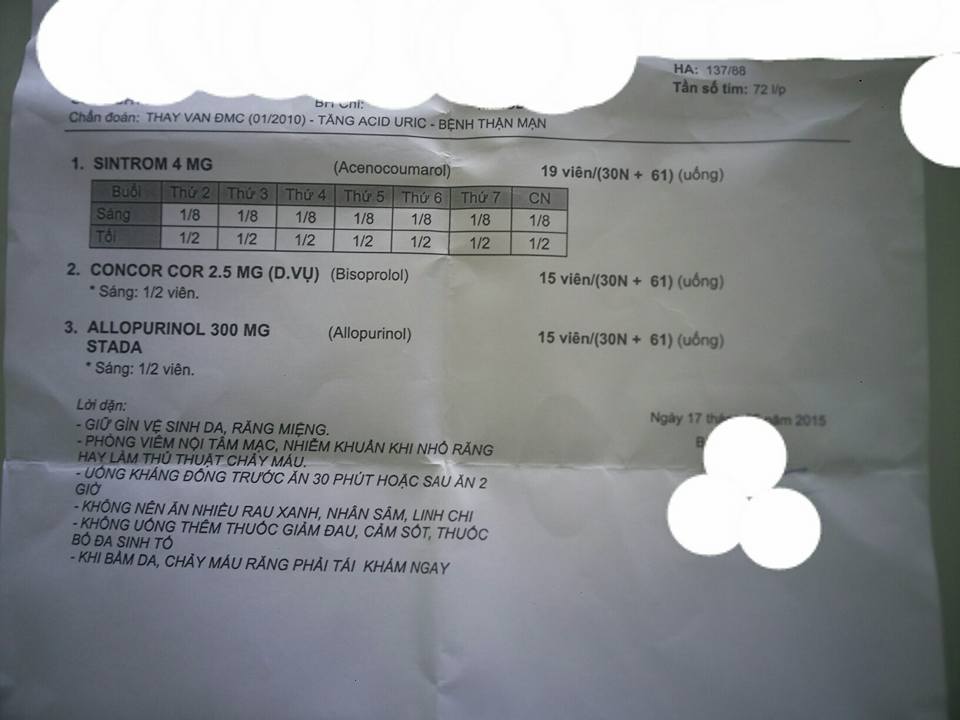 HA: 137/88
Tần số tim: 72 l/p
BH Chi:
Chẩn đoán: THAY VAN ĐMC (01/2010) - TĂNG ACID URIC - BỆNH THẬN MẠN
1. SINTROM 4 MG (Acenocoumarol) 19 viên/(30N + 61) (uống)
Buổi Thứ 2 Thứ 3 Thứ 4 Thứ 5 Thứ 6 Thứ 7 CN
Sáng 1/8 1/8 1/8 1/8 1/8 1/8 1/8
Tối 1/2 1/2 1/2 1/2 1/2 1/2 1/2
2. CONCOR COR 2.5 MG (D.VỤ) (Bisoprolol) 15 viên/(30N + 61) (uống)
* Sáng: 1/2 viên.
3. ALLOPURINOL 300 MG (Allopurinol) 15 viên/(30N + 61) (uống)
STADA
* Sáng: 1/2 viên.
Lời dặn:
- GIỮ GÌN VỆ SINH DA, RĂNG MIỆNG.
- PHÒNG VIÊM NỘI TÂM MẠC, NHIỄM KHUẨN KHI NHỔ RĂNG
HAY LÀM THỦ THUẬT CHẢY MÁU.
- UỐNG KHÁNG ĐÔNG TRƯỚC ĂN 30 PHÚT HOẶC SAU ĂN 2
GIỜ
- KHÔNG NÊN ĂN NHIỀU RAU XANH, NHÂN SÂM, LINH CHI
- KHÔNG UỐNG THÊM THUỐC GIẢM ĐAU, CẢM SỐT, THUỐC
BỔ ĐA SINH TỐ
- KHI BẦM DA, CHẢY MÁU RĂNG PHẢI TÁI KHÁM NGAY
Ngày 17 năm 2015